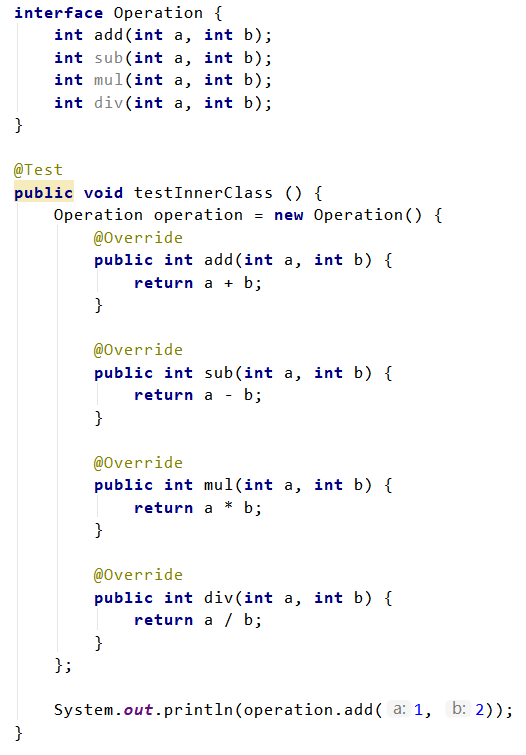 interface Operation {
    int add(int a, int b);
    int sub(int a, int b);
    int mul(int a, int b);
    int div(int a, int b);
}

@Test
public void testInnerClass () {
    Operation operation = new Operation() {
        @Override
        public int add(int a, int b) {
            return a + b;
        }

        @Override
        public int sub(int a, int b) {
            return a - b;
        }

        @Override
        public int mul(int a, int b) {
            return a * b;
        }

        @Override
        public int div(int a, int b) {
            return a / b;
        }
    };

    System.out.println(operation.add( a: 1, b: 2));
}